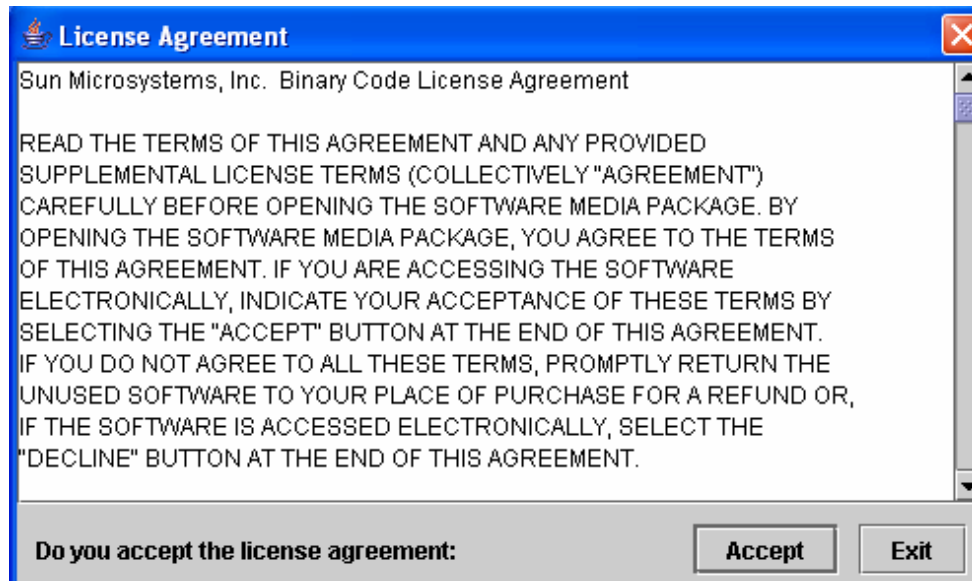 License Agreement
Sun Microsystems, Inc.  Binary Code License Agreement
READ THE TERMS OF THIS AGREEMENT AND ANY PROVIDED
SUPPLEMENTAL LICENSE TERMS (COLLECTIVELY "AGREEMENT")
CAREFULLY BEFORE OPENING THE SOFTWARE MEDIA PACKAGE. BY
OPENING THE SOFTWARE MEDIA PACKAGE, YOU AGREE TO THE TERMS
OF THIS AGREEMENT. IF YOU ARE ACCESSING THE SOFTWARE
ELECTRONICALLY, INDICATE YOUR ACCEPTANCE OF THESE TERMS BY
SELECTING THE "ACCEPT" BUTTON AT THE END OF THIS AGREEMENT.
IF YOU DO NOT AGREE TO ALL THESE TERMS, PROMPTLY RETURN THE
UNUSED SOFTWARE TO YOUR PLACE OF PURCHASE FOR A REFUND OR,
IF THE SOFTWARE IS ACCESSED ELECTRONICALLY, SELECT THE
"DECLINE" BUTTON AT THE END OF THIS AGREEMENT.
Do you accept the license agreement: Accept Exit